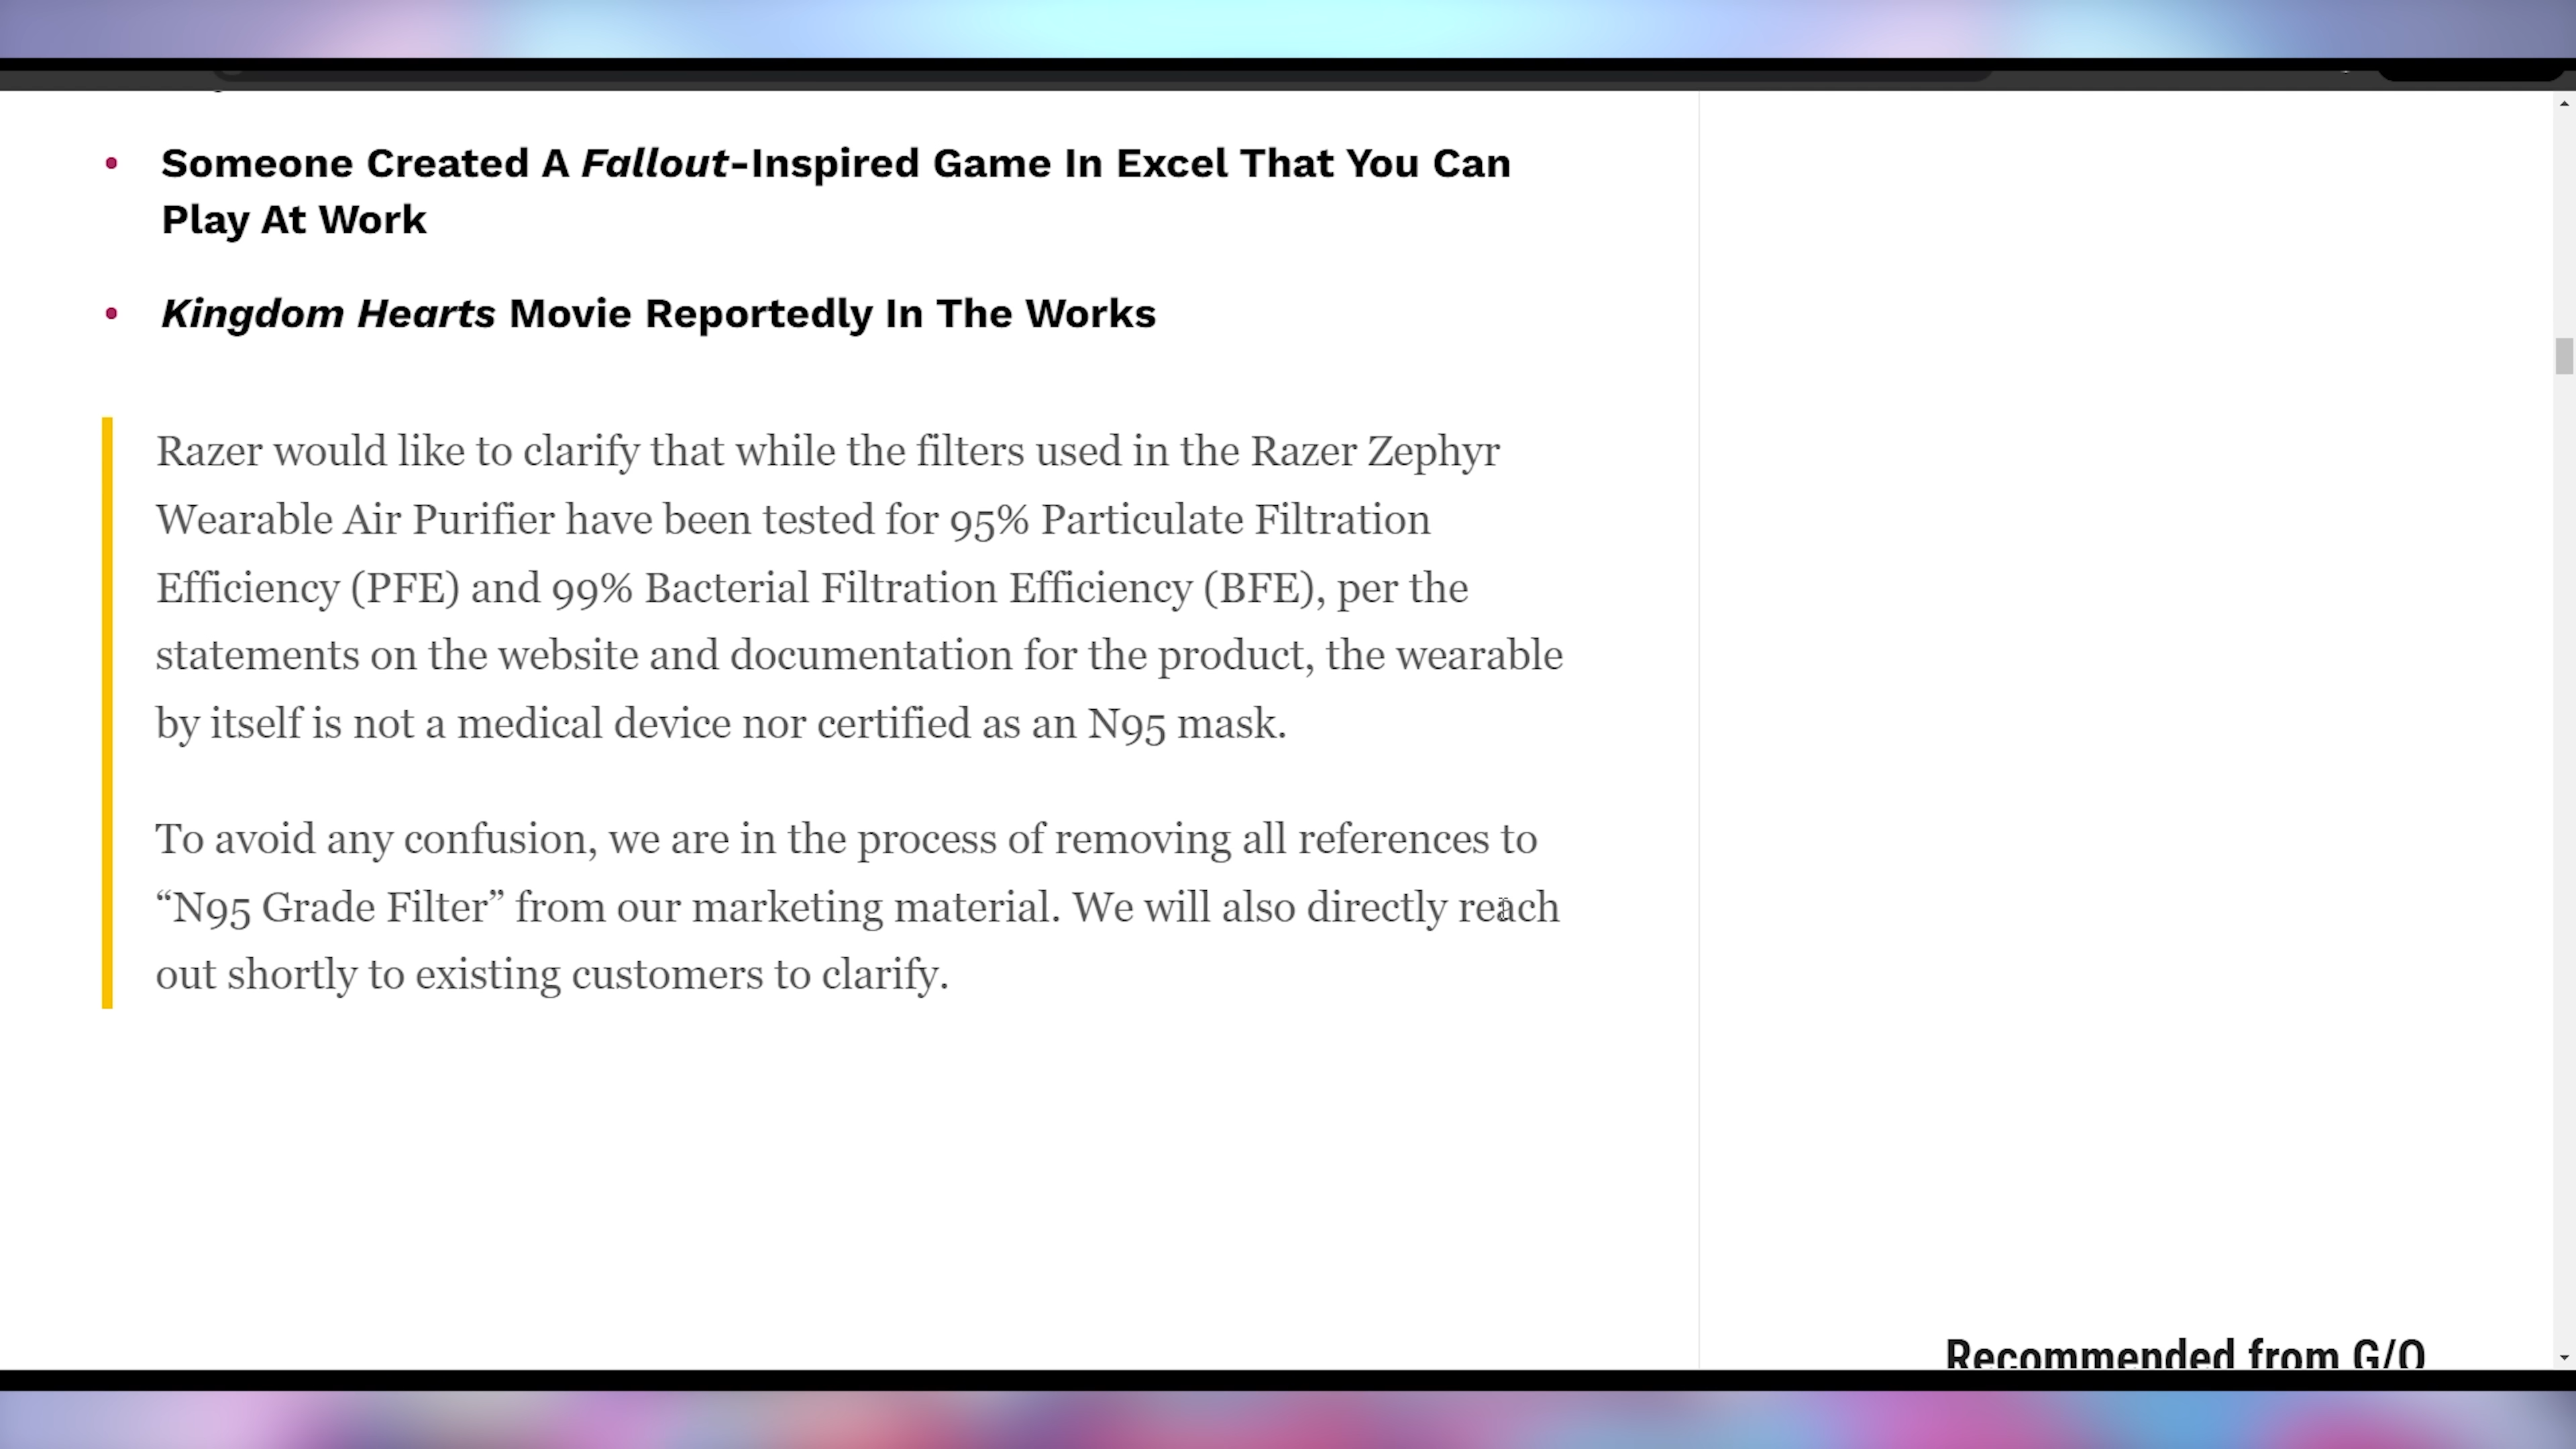 Someone Created A Fallout-Inspired Game In Excel That You Can
Play At Work
Kingdom Hearts Movie Reportedly In The Works
Razer would like to clarify that while the filters used in the Razer Zephyr
Wearable Air Purifier have been tested for 95% Particulate Filtration
Efficiency (PFE) and 99% Bacterial Filtration Efficiency (BFE), per the
statements on the website and documentation for the product, the wearable
by itself is not a medical device nor certified as an N95 mask.
To avoid any confusion, we are in the process of removing all references to
“N95 Grade Filter” from our marketing material. We will also directly reach
out shortly to existing customers to clarify.
Recommended from G/O